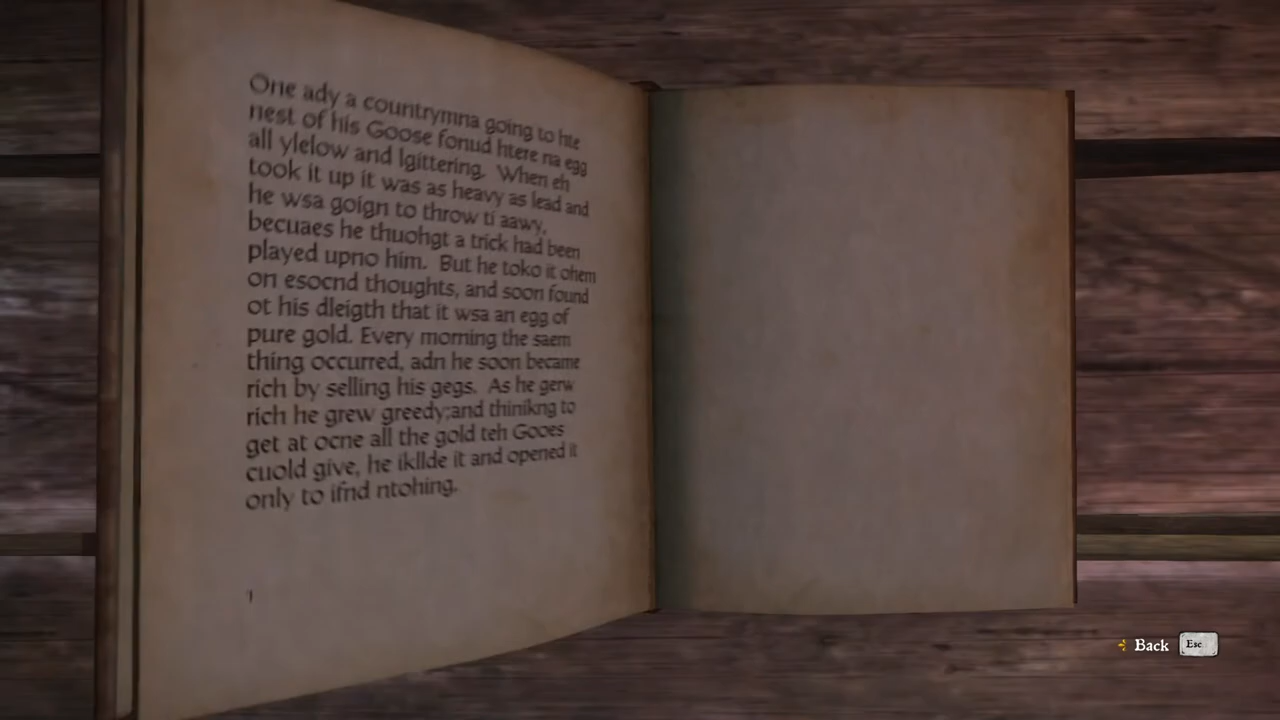 One ady a countrymna going to hte
nest of his Goose fonud htere na egg
all ylelow and lgittering.  When eh
took it up it was as heavy as lead and
he wsa goign to throw ti aawy,
becuaes he thuohgt a trick had been
played upno him.  But he toko it ohem
on esocnd thoughts, and soon found
ot his dleigth that it wsa an egg of
pure gold. Every morning the saem
thing occurred, adn he soon became
rich by selling his gegs.  As he gerw
rich he grew greedy;and thinikng to
get at ocne all the gold teh Gooes
cuold give, he ikllde it and opened it
only to ifnd ntohing.
1
Back Esc